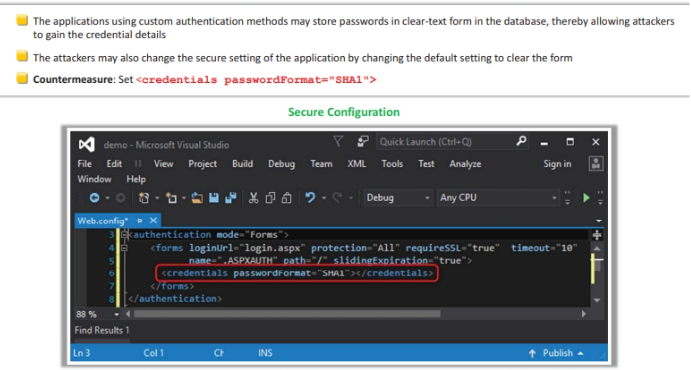 The applications using custom authentication methods may store passwords in clear-text form in the database, thereby allowing attackers
to gain the credential details
The attackers may also change the secure setting of the application by changing the default setting to clear the form
Countermeasure: Set <credentials passwordFormat="SHA1">
Secure Configuration
demo - Microsoft Visual Studio
Quick Launch (Ctrl+Q)
File Edit View Project Build Debug Team XML Tools Test Analyze Sign in
Window Help
Debug Any CPU
Web.config*
3 <authentication mode="Forms">
4 <forms loginUrl="login.aspx" protection="All" requireSSL="true" timeout="10"
5 name=".ASPXAUTH" path="/" slidingExpiration="true">
6 <credentials passwordFormat="SHA1"></credentials>
7 </forms>
8 </authentication>
88 %
Find Results 1
Ln 3 Col 1 INS Publish